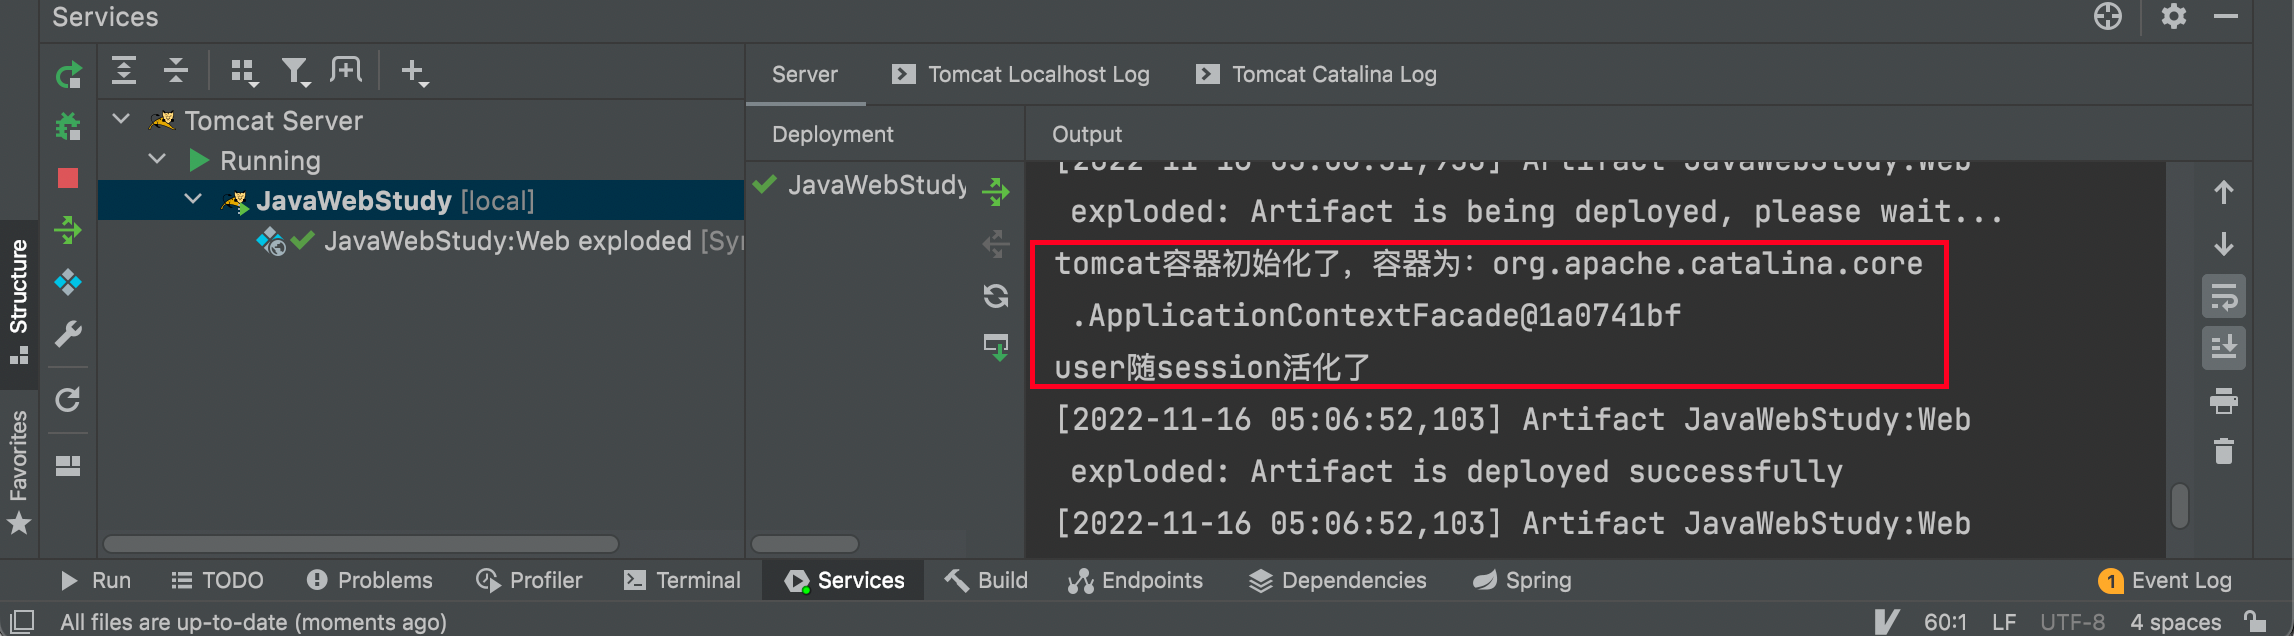 Services
Server
Tomcat Localhost Log
Tomcat Catalina Log
Tomcat Server
Running
JavaWebStudy [local]
JavaWebStudy:Web exploded
Deployment
JavaWebStudy
Output
Artifact JavaWebStudy:Web
exploded: Artifact is being deployed, please wait...
tomcat容器初始化了，容器为：org.apache.catalina.core
.ApplicationContextFacade@1a0741bf
user随session活化了
[2022-11-16 05:06:52,103] Artifact JavaWebStudy:Web
exploded: Artifact is deployed successfully
[2022-11-16 05:06:52,103] Artifact JavaWebStudy:Web
Structure
Favorites
Run
TODO
Problems
Profiler
Terminal
Services
Build
Endpoints
Dependencies
Spring
1 Event Log
All files are up-to-date (moments ago)
60:1 LF UTF-8 4 spaces